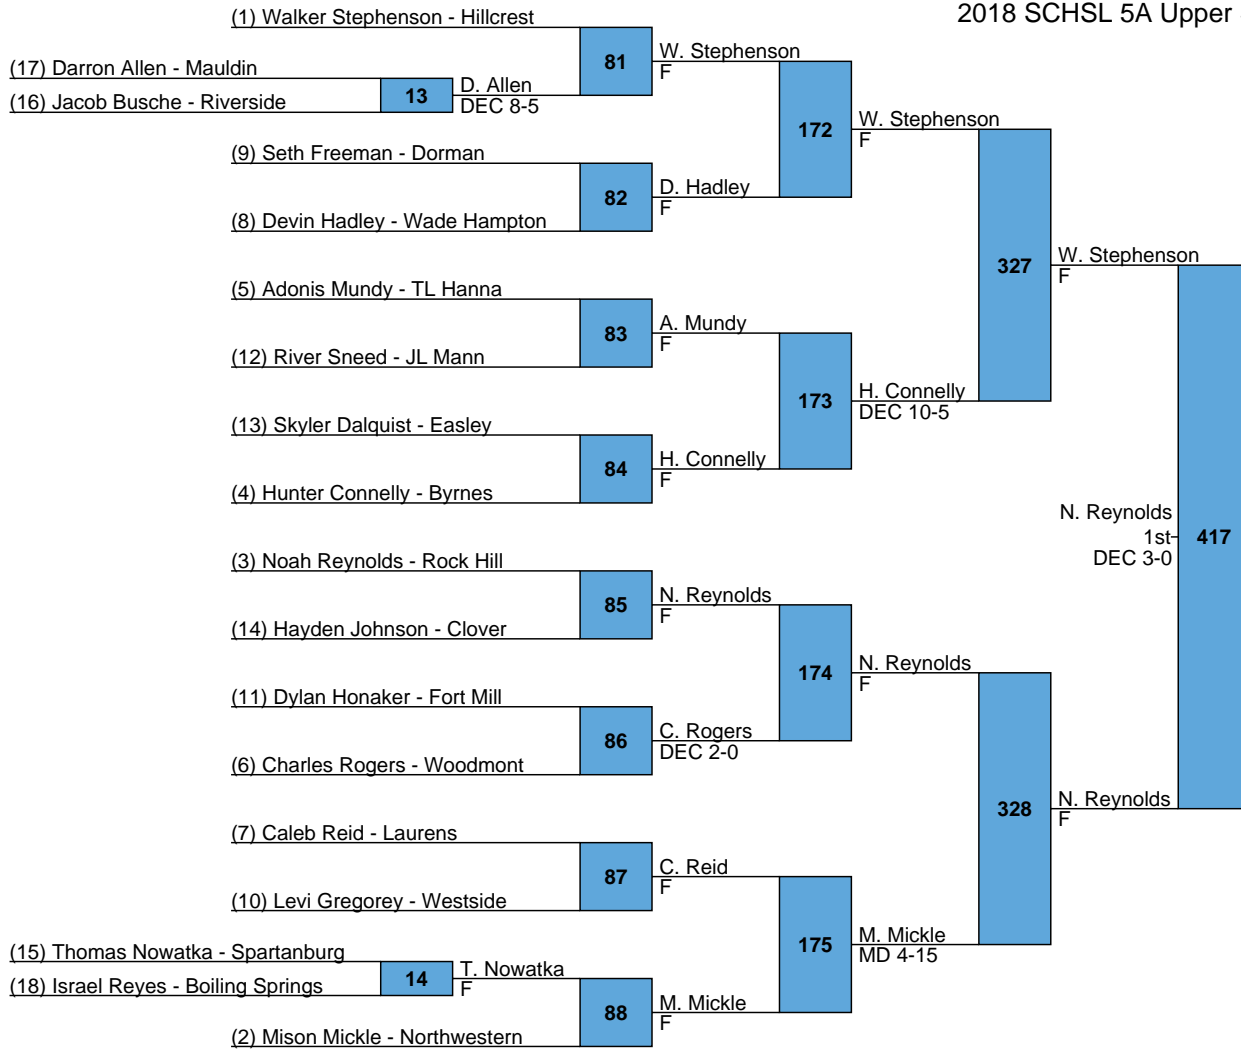 2018 SCHSL 5A Upper
(1) Walker Stephenson - Hillcrest
81
W. Stephenson
F
(17) Darron Allen - Mauldin
13
D. Allen
DEC 8-5
(16) Jacob Busche - Riverside
172
W. Stephenson
F
(9) Seth Freeman - Dorman
82
D. Hadley
F
(8) Devin Hadley - Wade Hampton
327
W. Stephenson
F
(5) Adonis Mundy - TL Hanna
83
A. Mundy
F
(12) River Sneed - JL Mann
173
H. Connelly
DEC 10-5
(13) Skyler Dalquist - Easley
84
H. Connelly
F
(4) Hunter Connelly - Byrnes
N. Reynolds
1st
DEC 3-0
417
(3) Noah Reynolds - Rock Hill
85
N. Reynolds
F
(14) Hayden Johnson - Clover
174
N. Reynolds
F
(11) Dylan Honaker - Fort Mill
86
C. Rogers
DEC 2-0
(6) Charles Rogers - Woodmont
328
N. Reynolds
F
(7) Caleb Reid - Laurens
87
C. Reid
F
(10) Levi Gregorey - Westside
175
M. Mickle
MD 4-15
(15) Thomas Nowatka - Spartanburg
14
T. Nowatka
F
(18) Israel Reyes - Boiling Springs
88
M. Mickle
F
(2) Mison Mickle - Northwestern